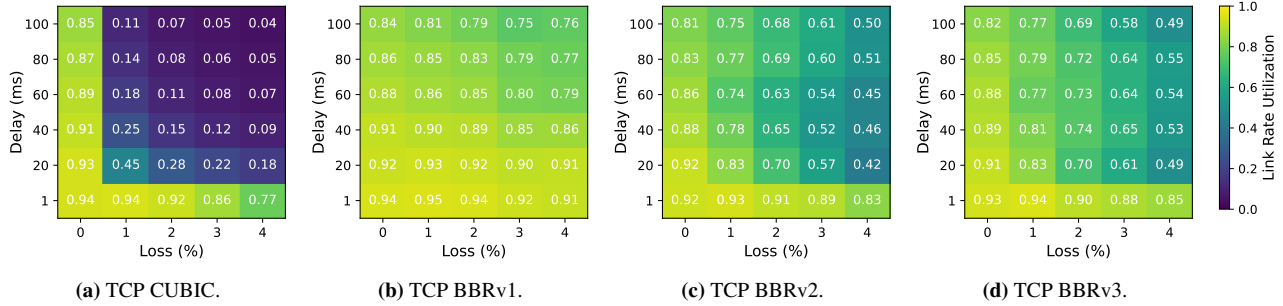 100 0.85 0.11 0.07 0.05 0.04
80 0.87 0.14 0.08 0.06 0.05
60 0.89 0.18 0.11 0.08 0.07
40 0.91 0.25 0.15 0.12 0.09
20 0.93 0.45 0.28 0.22 0.18
1 0.94 0.94 0.92 0.86 0.77
0 1 2 3 4
Delay (ms)
Loss (%)
(a) TCP CUBIC.
100 0.84 0.81 0.79 0.75 0.76
80 0.86 0.85 0.83 0.79 0.77
60 0.88 0.86 0.85 0.80 0.79
40 0.91 0.90 0.89 0.85 0.86
20 0.92 0.93 0.92 0.90 0.91
1 0.94 0.95 0.94 0.92 0.91
0 1 2 3 4
Delay (ms)
Loss (%)
(b) TCP BBRv1.
100 0.81 0.75 0.68 0.61 0.50
80 0.83 0.77 0.69 0.60 0.51
60 0.86 0.74 0.63 0.54 0.45
40 0.88 0.78 0.65 0.52 0.46
20 0.92 0.83 0.70 0.57 0.42
1 0.92 0.93 0.91 0.89 0.83
0 1 2 3 4
Delay (ms)
Loss (%)
(c) TCP BBRv2.
100 0.82 0.77 0.69 0.58 0.49
80 0.85 0.79 0.72 0.64 0.55
60 0.88 0.77 0.73 0.64 0.54
40 0.89 0.81 0.74 0.65 0.53
20 0.91 0.83 0.70 0.61 0.49
1 0.93 0.94 0.90 0.88 0.85
0 1 2 3 4
Delay (ms)
Loss (%)
(d) TCP BBRv3.
1.0
0.8
0.6
0.4
0.2
0.0
Link Rate Utilization